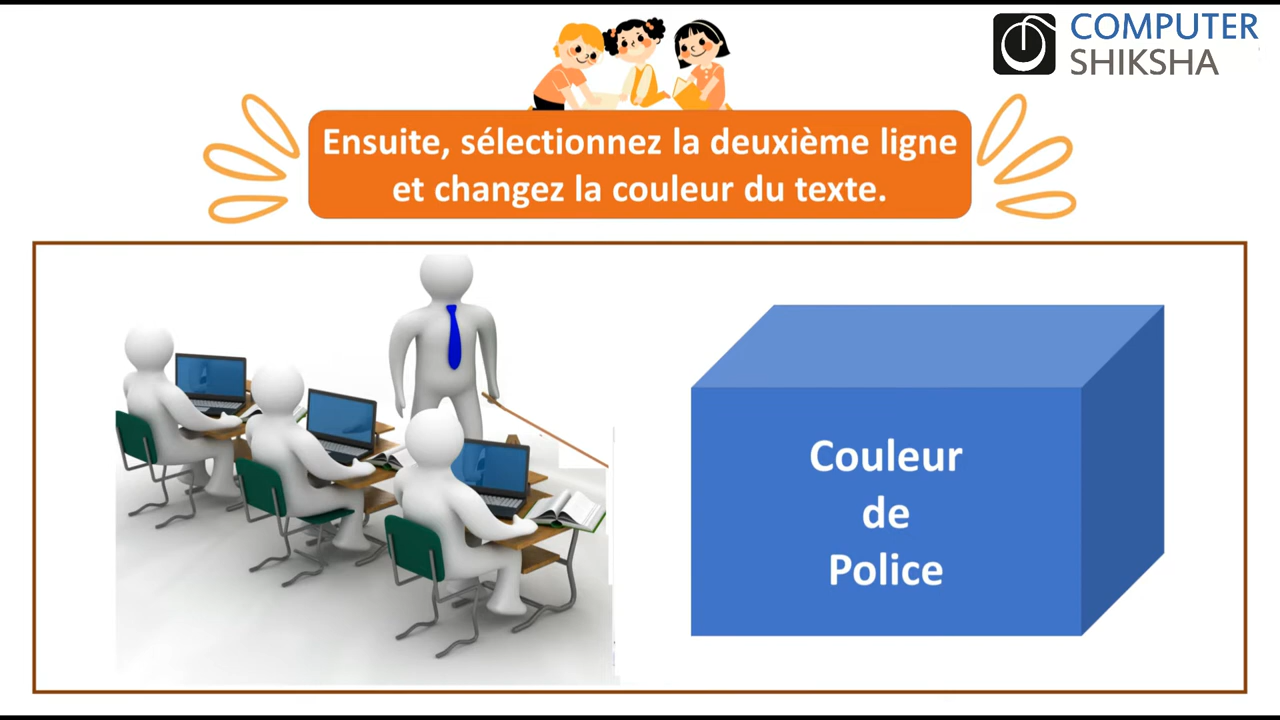 COMPUTER
SHIKSHA
Ensuite, sélectionnez la deuxième ligne
et changez la couleur du texte.
Couleur
de
Police